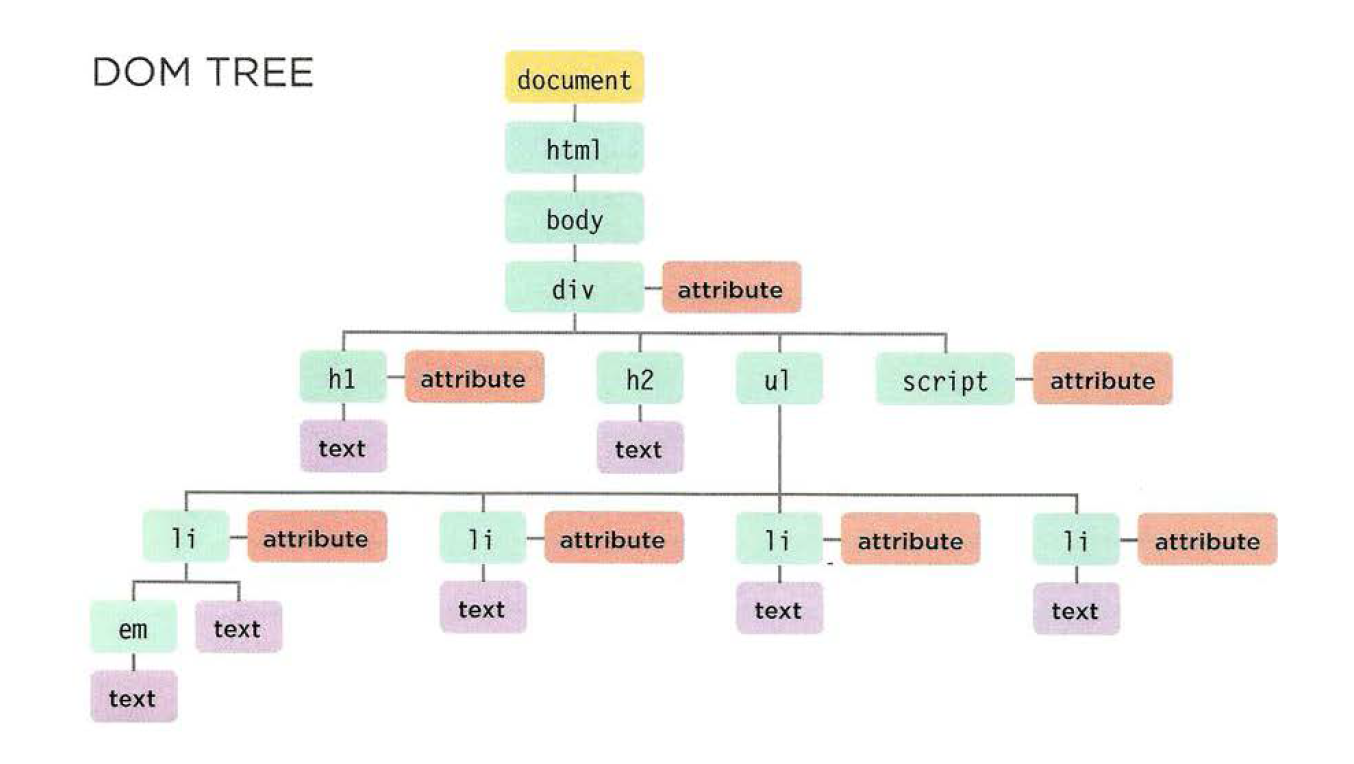 DOM TREE
document
html
body
div attribute
h1 attribute h2 ul script attribute
text text
li attribute li attribute li attribute li attribute
text text text
em text
text